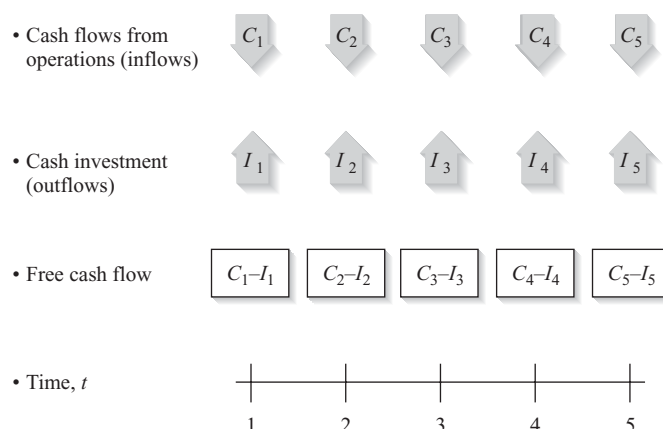 • Cash flows from
operations (inflows)
C₁ C₂ C₃ C₄ C₅
• Cash investment
(outflows)
I₁ I₂ I₃ I₄ I₅
• Free cash flow
C₁–I₁ C₂–I₂ C₃–I₃ C₄–I₄ C₅–I₅
• Time, t
1 2 3 4 5